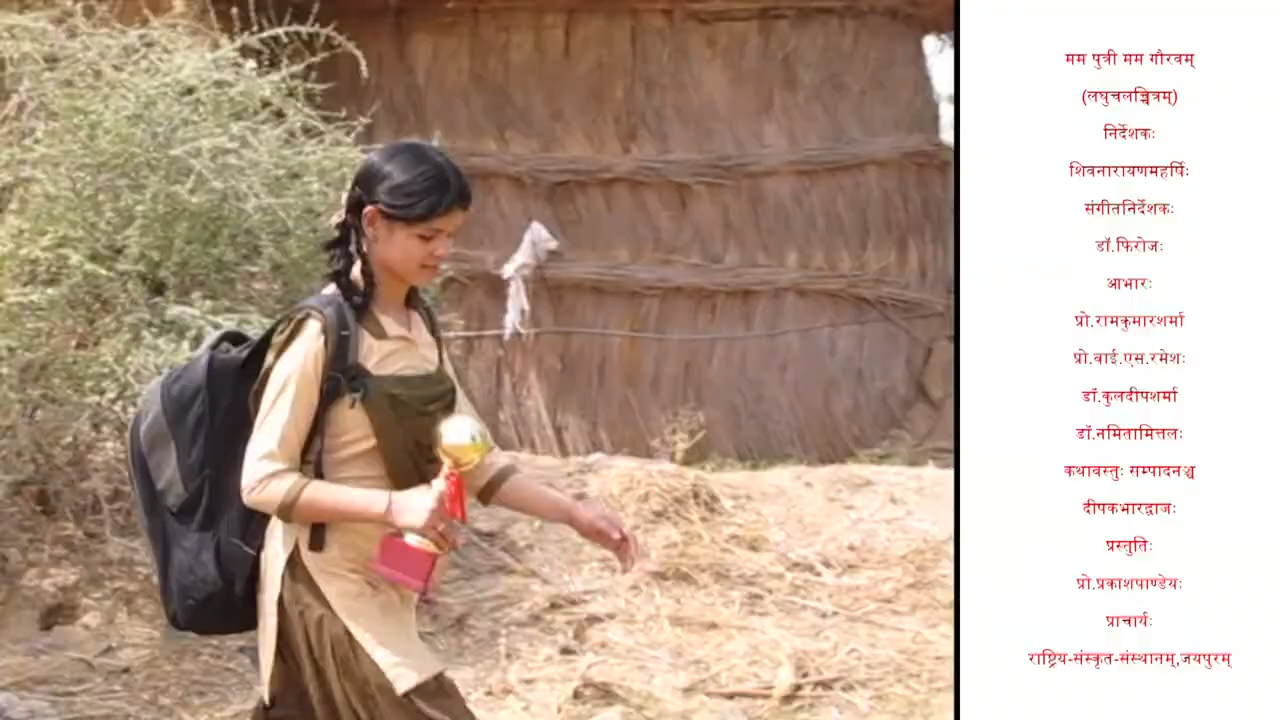 मम पुत्री मम गौरवम्
(लघुचलच्चित्रम्)
निर्देशकः
शिवनारायणमहर्षिः
संगीतनिर्देशकः
डॉ.फिरोजः
आभारः
प्रो.रामकुमारशर्मा
प्रो.वाई.एस.रमेशः
डॉ.कुलदीपशर्मा
डॉ.नमितामित्तलः
कथावस्तुः सम्पादनञ्च
दीपकभारद्वाजः
प्रस्तुतिः
प्रो.प्रकाशपाण्डेयः
प्राचार्यः
राष्ट्रिय-संस्कृत-संस्थानम्,जयपुरम्